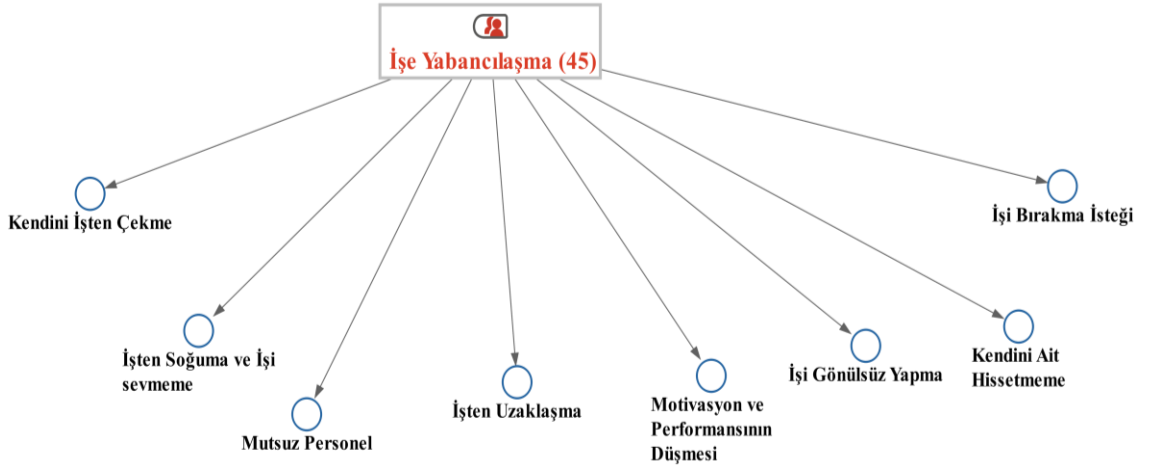 İşe Yabancılaşma (45)
Kendini İşten Çekme
İşten Soğuma ve İşi
sevmeme
Mutsuz Personel
İşten Uzaklaşma
Motivasyon ve
Performansının
Düşmesi
İşi Gönülsüz Yapma
Kendini Ait
Hissetmeme
İşi Bırakma İsteği